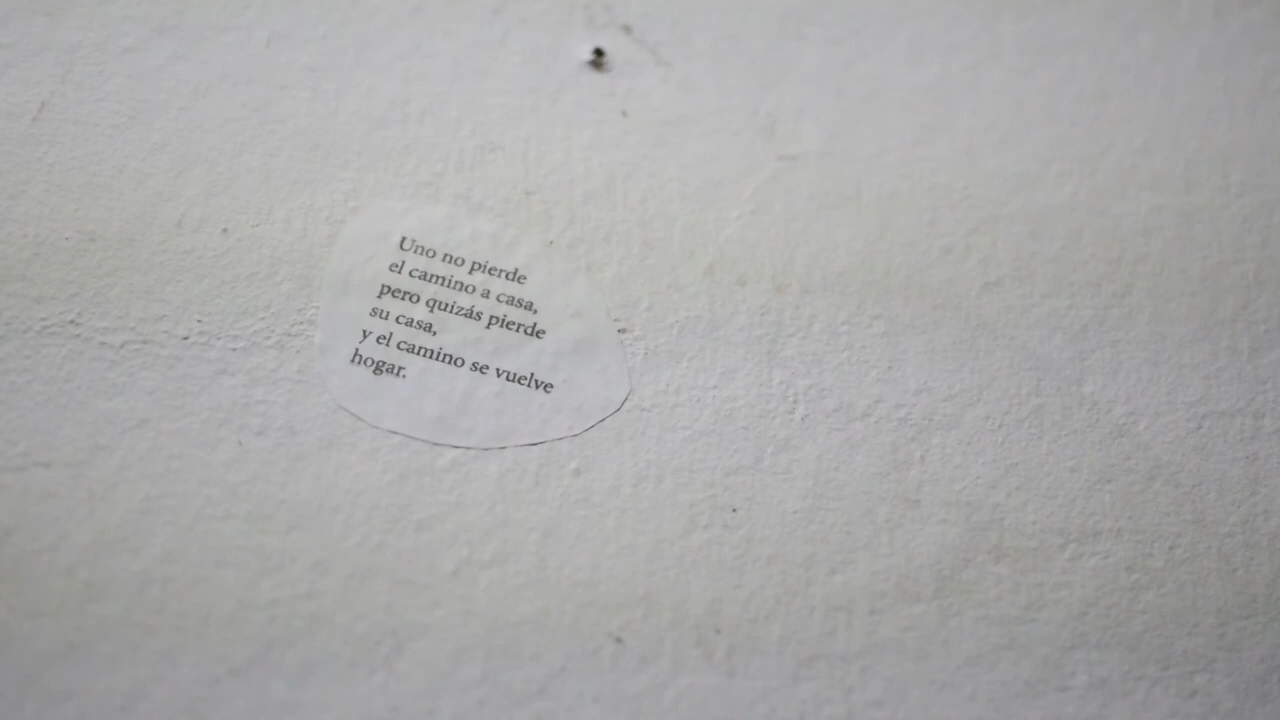 Uno no pierde
el camino a casa,
pero quizás pierde
su casa,
y el camino se vuelve
hogar.